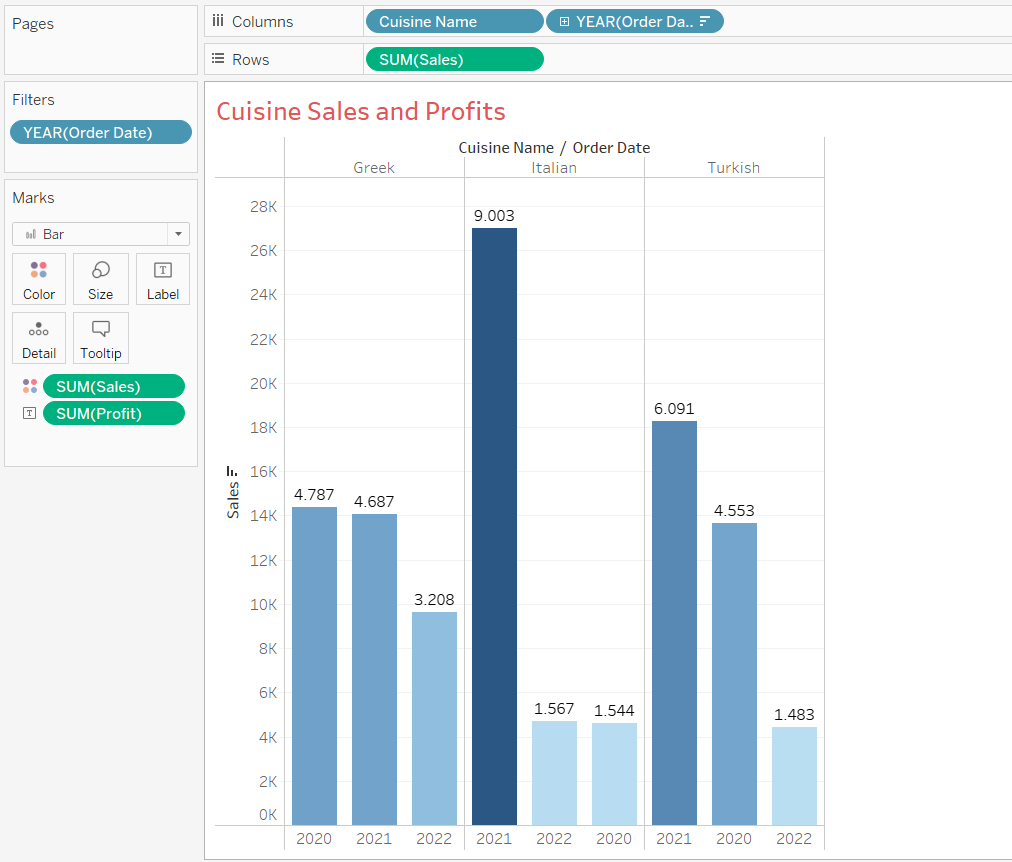 Pages
Columns
Cuisine Name
YEAR(Order Da..
Rows
SUM(Sales)
Filters
YEAR(Order Date)
Marks
Bar
Color
Size
T
Label
Detail
Tooltip
SUM(Sales)
T
SUM(Profit)
Cuisine Sales and Profits
Cuisine Name / Order Date
Greek
Italian
Turkish
28K
26K
24K
22K
20K
18K
16K
14K
12K
10K
8K
6K
4K
2K
0K
Sales
4.787
4.687
3.208
9.003
1.567
1.544
6.091
4.553
1.483
2020
2021
2022
2021
2022
2020
2021
2020
2022